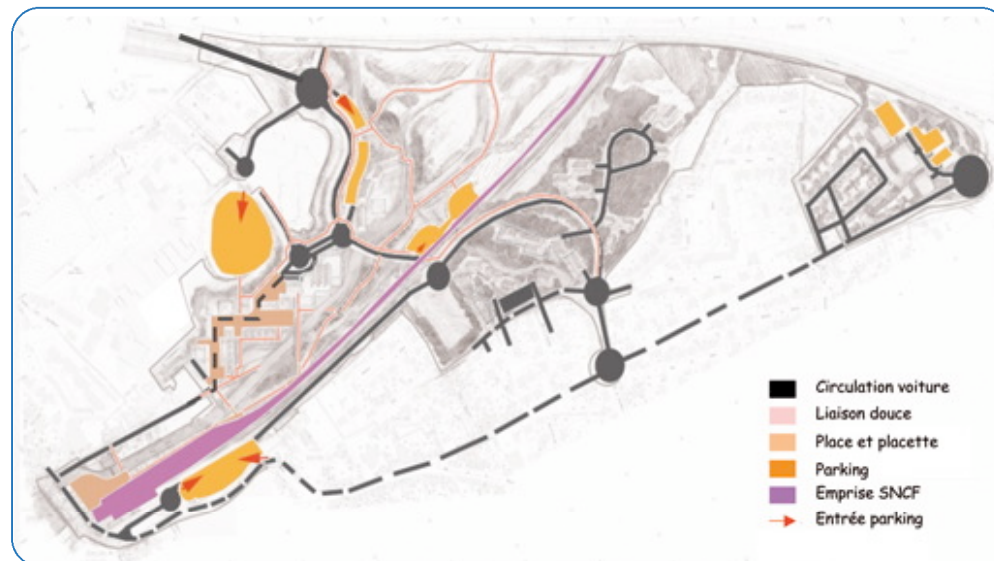 Circulation voiture
Liaison douce
Place et placette
Parking
Emprise SNCF
Entrée parking